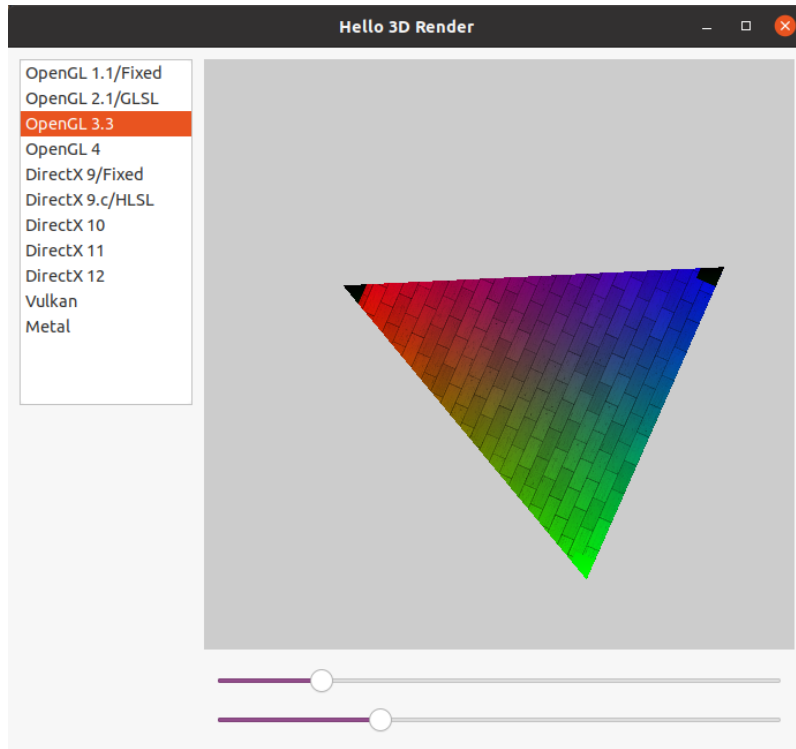 Hello 3D Render
OpenGL 1.1/Fixed
OpenGL 2.1/GLSL
OpenGL 3.3
OpenGL 4
DirectX 9/Fixed
DirectX 9.c/HLSL
DirectX 10
DirectX 11
DirectX 12
Vulkan
Metal